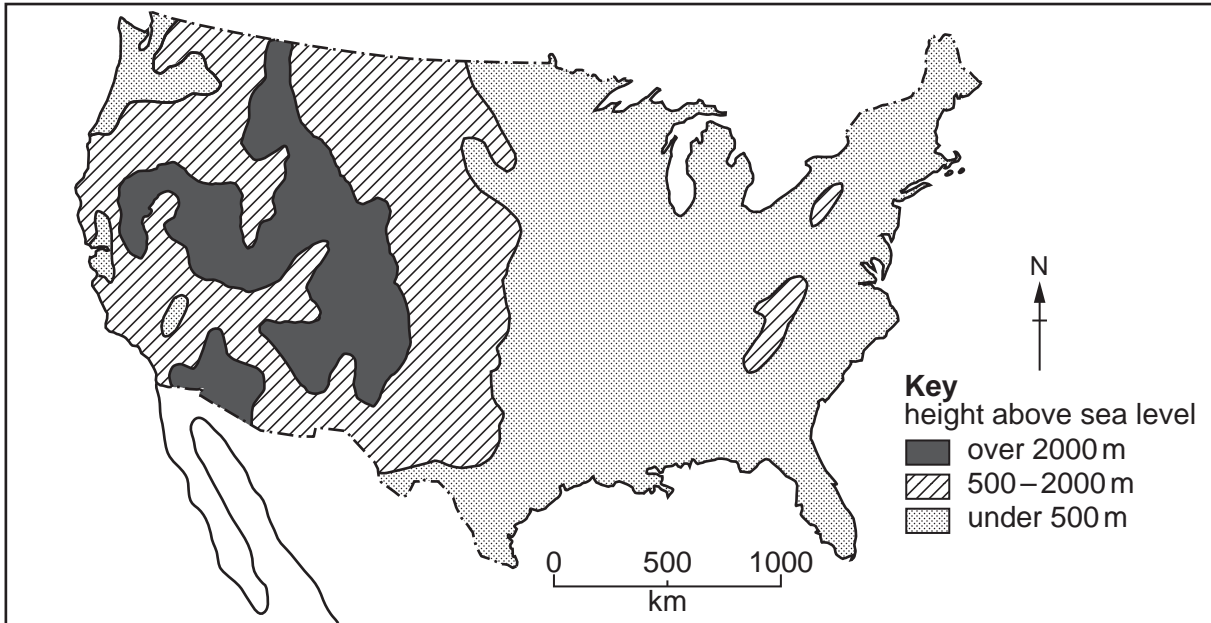 N
Key
height above sea level
over 2000 m
500–2000 m
under 500 m
0 500 1000
km